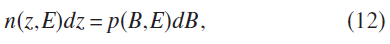 n(z,E)dz = p(B,E)dB, (12)